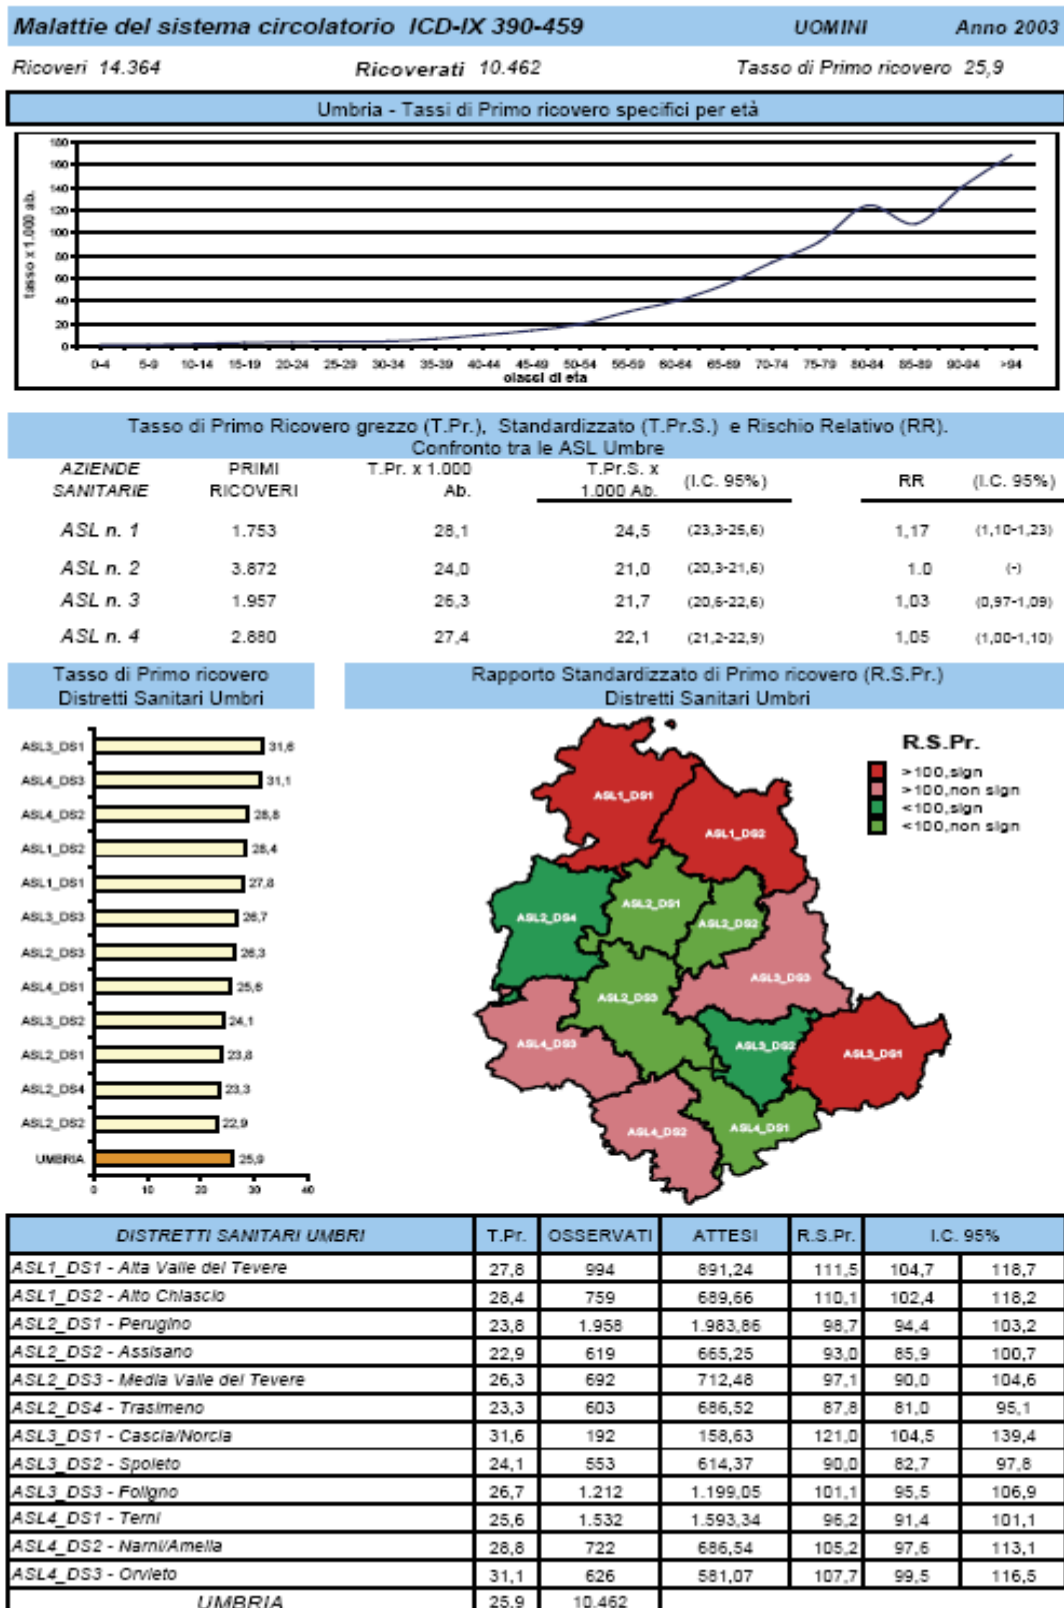 Malattie del sistema circolatorio ICD-IX 390-459 UOMINI Anno 2003
Ricoveri 14.364 Ricoverati 10.462 Tasso di Primo ricovero 25,9
Umbria - Tassi di Primo ricovero specifici per età
180
160
140
120
100
80
60
40
20
0
tasso x 1.000 ab.
0-4 5-9 10-14 15-19 20-24 25-29 30-34 35-39 40-44 45-49 50-54 55-59 60-64 65-69 70-74 75-79 80-84 85-89 90-94 >94
classi di eta
Tasso di Primo Ricovero grezzo (T.Pr.), Standardizzato (T.Pr.S.) e Rischio Relativo (RR).
Confronto tra le ASL Umbre
AZIENDE SANITARIE PRIMI RICOVERI T.Pr. x 1.000 Ab. T.Pr.S. x 1.000 Ab. (I.C. 95%) RR (I.C. 95%)
ASL n. 1 1.753 28,1 24,5 (23,3-25,6) 1,17 (1,10-1,23)
ASL n. 2 3.872 24,0 21,0 (20,3-21,6) 1.0 (-)
ASL n. 3 1.957 26,3 21,7 (20,6-22,6) 1,03 (0,97-1,09)
ASL n. 4 2.880 27,4 22,1 (21,2-22,9) 1,05 (1,00-1,10)
Tasso di Primo ricovero
Distretti Sanitari Umbri
ASL3_DS1 31,6
ASL4_DS3 31,1
ASL4_DS2 28,8
ASL1_DS2 28,4
ASL1_DS1 27,8
ASL3_DS3 26,7
ASL2_DS3 26,3
ASL4_DS1 25,6
ASL3_DS2 24,1
ASL2_DS1 23,8
ASL2_DS4 23,3
ASL2_DS2 22,9
UMBRIA 25,9
0 10 20 30 40
Rapporto Standardizzato di Primo ricovero (R.S.Pr.)
Distretti Sanitari Umbri
R.S.Pr.
>100,sign
>100,non sign
<100,sign
<100,non sign
ASL1_DS1
ASL1_DS2
ASL2_DS1
ASL2_DS4
ASL2_DS2
ASL3_DS3
ASL2_DS3
ASL4_DS3
ASL3_DS2
ASL3_DS1
ASL4_DS2
ASL4_DS1
DISTRETTI SANITARI UMBRI T.Pr. OSSERVATI ATTESI R.S.Pr. I.C. 95%
ASL1_DS1 - Alta Valle del Tevere 27,8 994 891,24 111,5 104,7 118,7
ASL1_DS2 - Alto Chiascio 28,4 759 689,66 110,1 102,4 118,2
ASL2_DS1 - Perugino 23,8 1.958 1.983,86 98,7 94,4 103,2
ASL2_DS2 - Assisano 22,9 619 665,25 93,0 85,9 100,7
ASL2_DS3 - Media Valle del Tevere 26,3 692 712,48 97,1 90,0 104,6
ASL2_DS4 - Trasimeno 23,3 603 686,52 87,8 81,0 95,1
ASL3_DS1 - Cascia/Norcia 31,6 192 158,63 121,0 104,5 139,4
ASL3_DS2 - Spoleto 24,1 553 614,37 90,0 82,7 97,8
ASL3_DS3 - Foligno 26,7 1.212 1.199,05 101,1 95,5 106,9
ASL4_DS1 - Terni 25,6 1.532 1.593,34 96,2 91,4 101,1
ASL4_DS2 - Narni/Amelia 28,8 722 686,54 105,2 97,6 113,1
ASL4_DS3 - Orvieto 31,1 626 581,07 107,7 99,5 116,5
UMBRIA 25,9 10.462